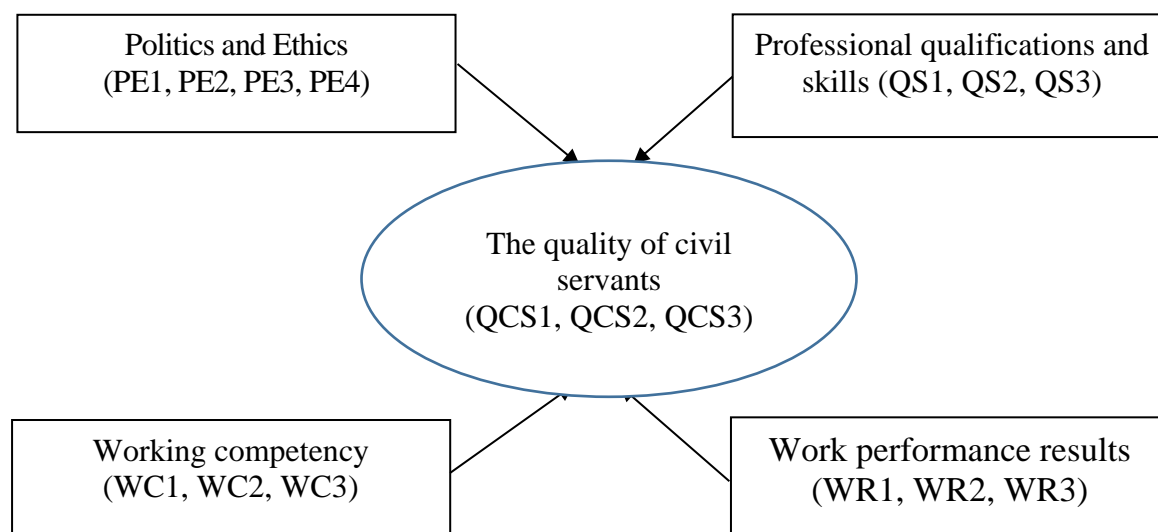 Politics and Ethics
(PE1, PE2, PE3, PE4)
Professional qualifications and
skills (QS1, QS2, QS3)
The quality of civil
servants
(QCS1, QCS2, QCS3)
Working competency
(WC1, WC2, WC3)
Work performance results
(WR1, WR2, WR3)